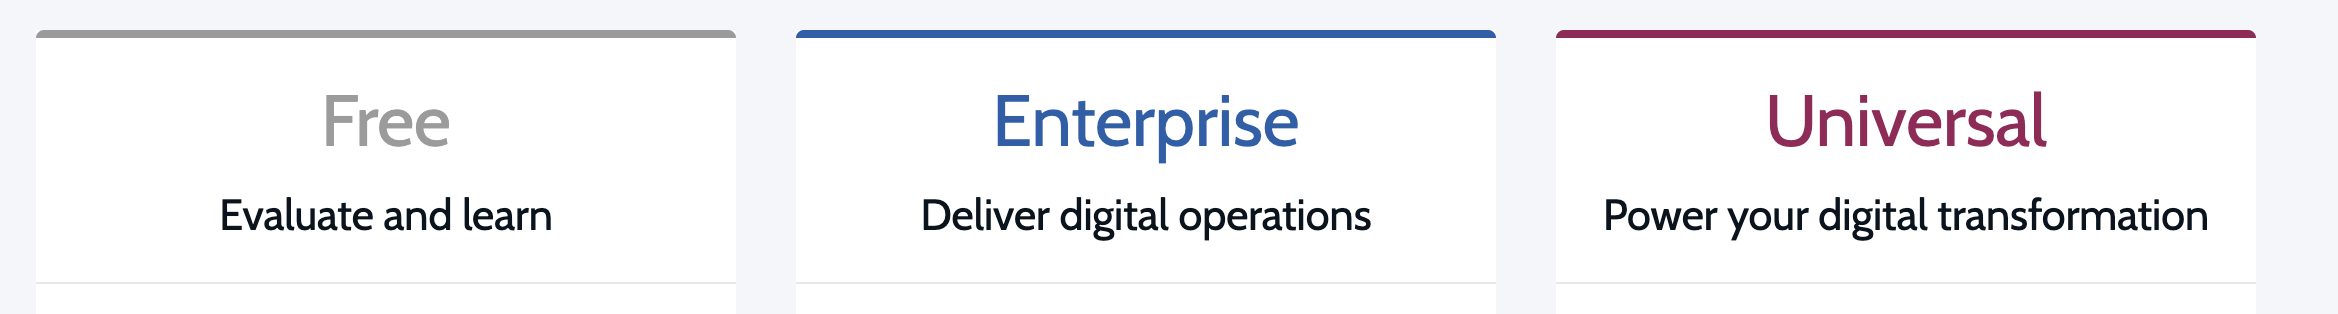 Free
Evaluate and learn
Enterprise
Deliver digital operations
Universal
Power your digital transformation